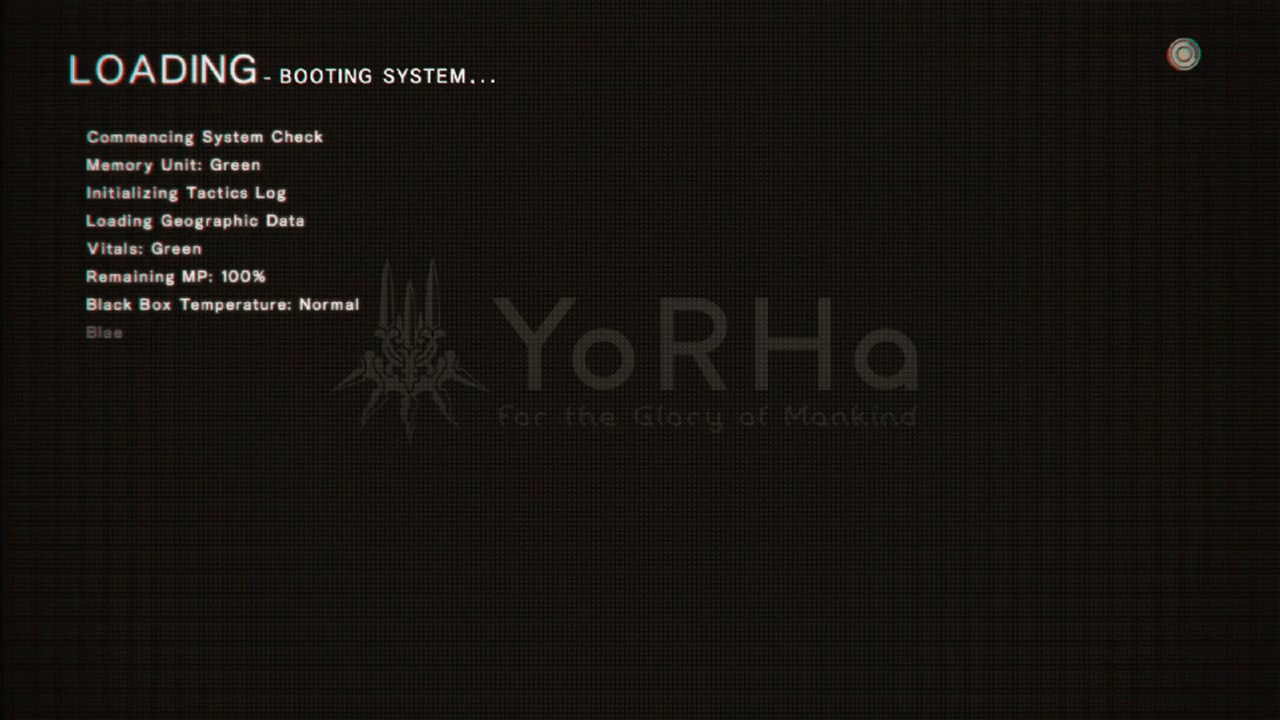 LOADING - BOOTING SYSTEM...
Commencing System Check
Memory Unit: Green
Initializing Tactics Log
Loading Geographic Data
Vitals: Green
Remaining MP: 100%
Black Box Temperature: Normal
Blae
YoRHa
For the Glory of Mankind